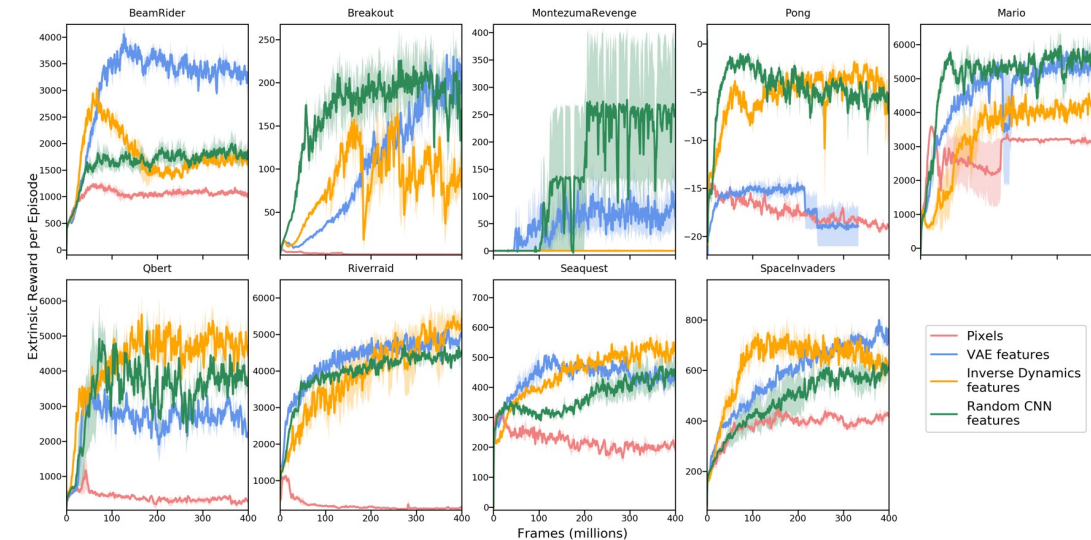 BeamRider
Breakout
MontezumaRevenge
Pong
Mario
4000
3500
3000
2500
2000
1500
1000
500
0
250
200
150
100
50
400
350
300
250
200
150
100
50
0
0
−5
−10
−15
−20
6000
5000
4000
3000
2000
1000
0
Extrinsic Reward per Episode
Qbert
Riverraid
Seaquest
SpaceInvaders
6000
5000
4000
3000
2000
1000
0 100 200 300 400
6000
5000
4000
3000
2000
1000
0 100 200 300 400
700
600
500
400
300
200
100
0
0 100 200 300 400
800
600
400
200
0 100 200 300 400
Frames (millions)
Pixels
VAE features
Inverse Dynamics
features
Random CNN
features